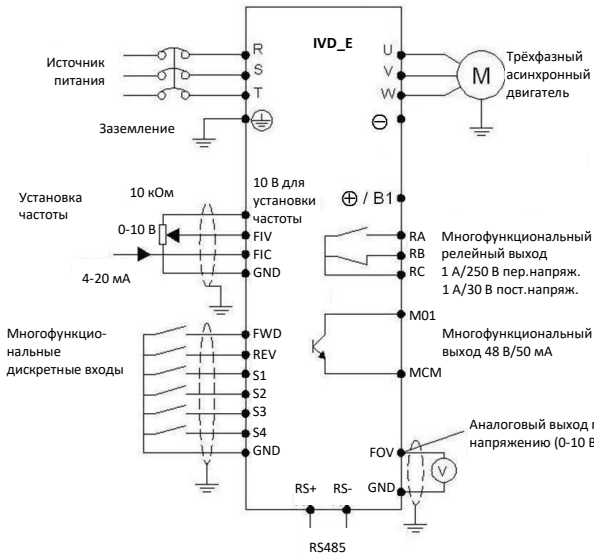 IVD_E
Источник
питания
R
S
T
Заземление
U
V
W
M
Трёхфазный
асинхронный
двигатель
⊖
⊕ / B1
Установка
частоты
10 кОм
0-10 В
4-20 мА
10 В для
установки
частоты
FIV
FIC
GND
RA
RB
RC
Многофункциональный
релейный выход
1 А/250 В пер.напряж.
1 А/30 В пост.напряж.
Многофункцио-
нальные
дискретные входы
FWD
REV
S1
S2
S3
S4
GND
M01
MCM
Многофункциональный
выход 48 В/50 мА
FOV
GND
V
Аналоговый выход
напряжению (0-10 В
RS+ RS-
RS485